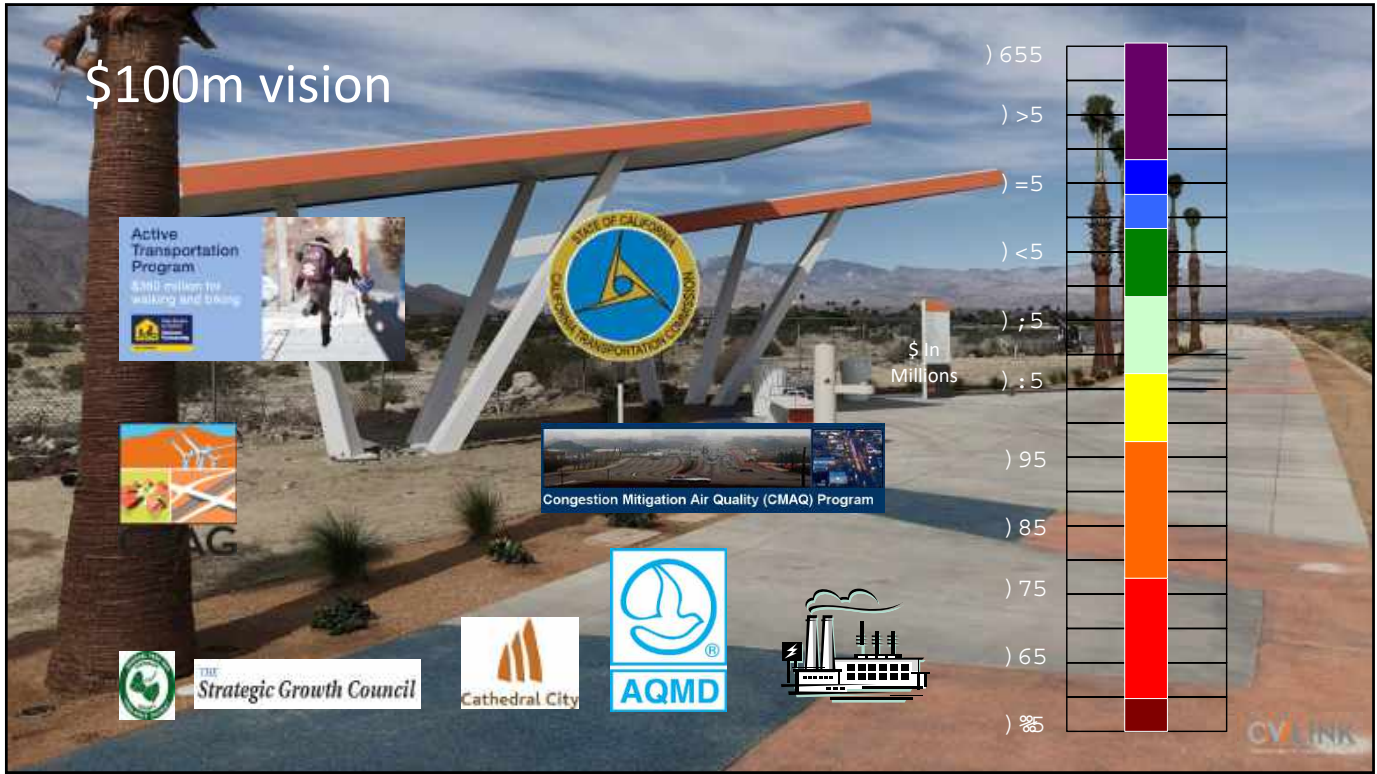 $100m vision
)655
)>5
)=5
)<5
);5
):5
)95
)85
)75
)65
$ In
Millions
Active
Transportation
Program
$360 million for
walking and biking
STATE OF CALIFORNIA
CALIFORNIA TRANSPORTATION COMMISSION
Congestion Mitigation Air Quality (CMAQ) Program
THE
Strategic Growth Council
Cathedral City
®
AQMD
CV LINK